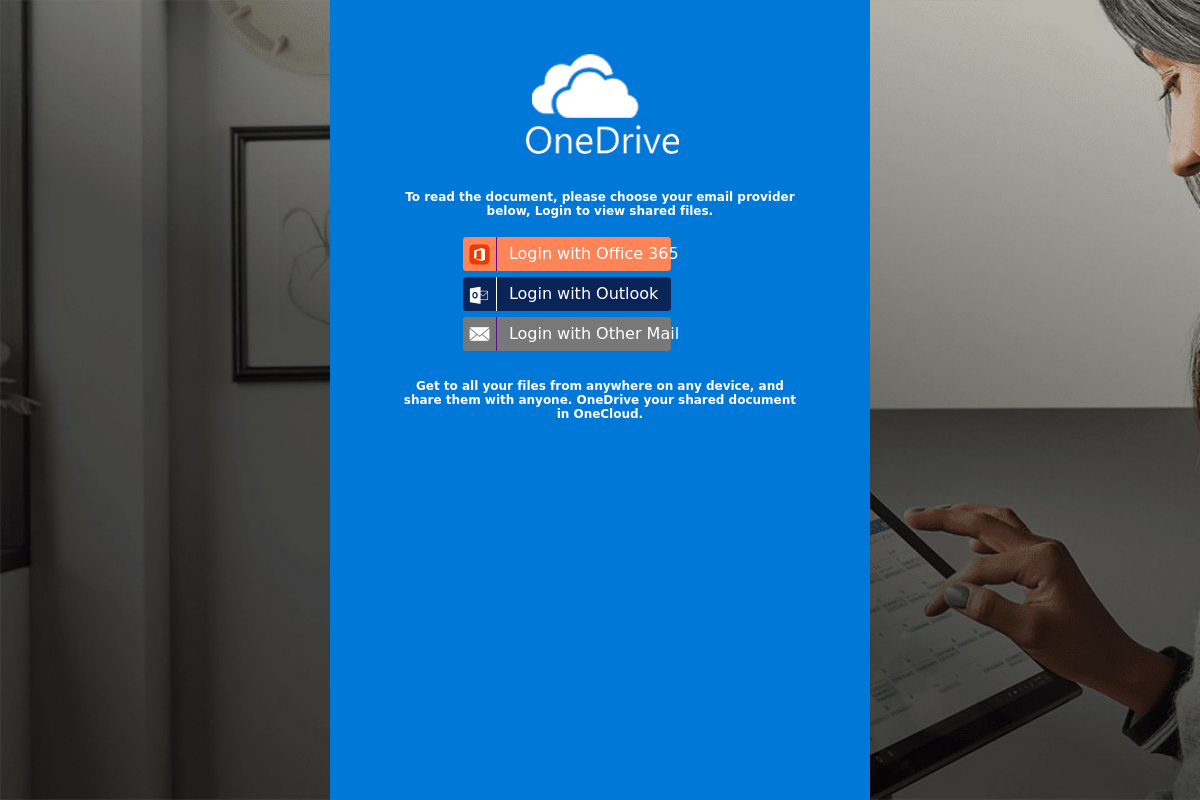 OneDrive
To read the document, please choose your email provider
below, Login to view shared files.
Login with Office 365
Login with Outlook
Login with Other Mail
Get to all your files from anywhere on any device, and
share them with anyone. OneDrive your shared document
in OneCloud.